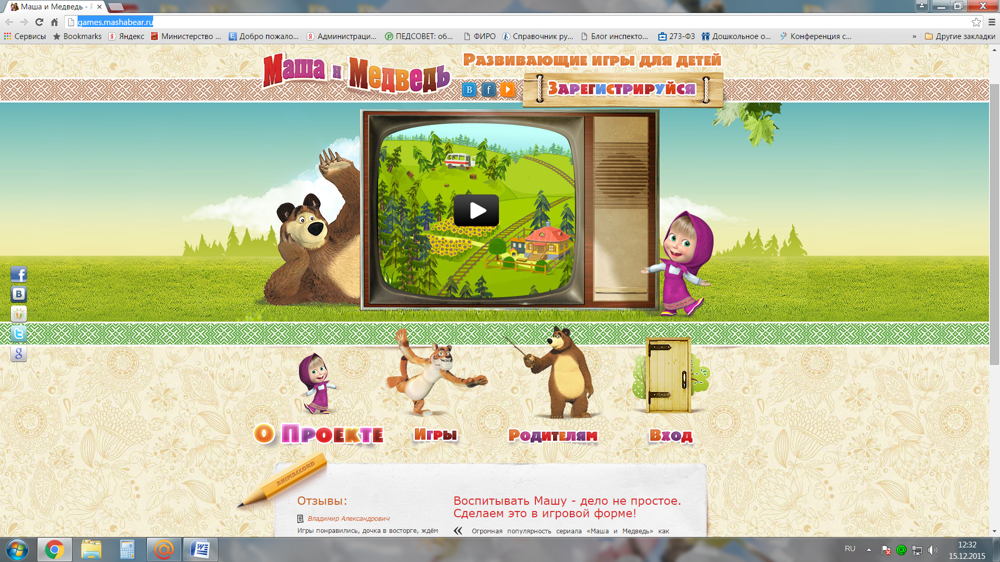 Маша и Медведь - Р
games.mashabear.ru
Сервисы Bookmarks Яндекс Министерство ... Добро пожало... Администраци... ПЕДСОВЕТ: об... ФИРО Справочник ру... Блог инспекто... 273-ФЗ Дошкольное о... Конференция с... » Другие закладки
Маша и Медведь
Развивающие игры для детей
Зарегистрируйся
О Проекте
Игры
Родителям
Вход
ANIMACCORD
Отзывы:
Владимир Александрович
Игры понравились, дочка в восторге, ждём
Воспитывать Машу - дело не простое.
Сделаем это в игровой форме!
« Огромная популярность сериала «Маша и Медведь» как
RU
12:32
15.12.2015